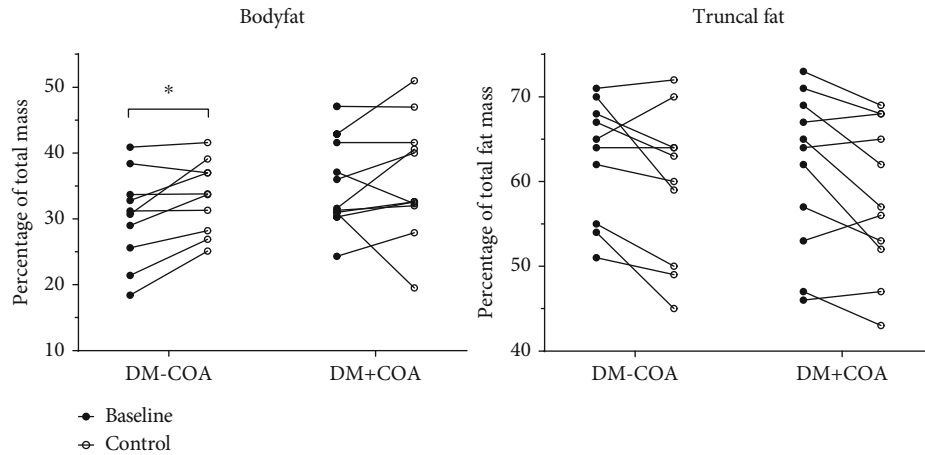 Bodyfat
Percentage of total mass
50
40
30
20
10
*
DM-COA
DM+COA
Truncal fat
Percentage of total fat mass
70
60
50
40
DM-COA
DM+COA
Baseline
Control